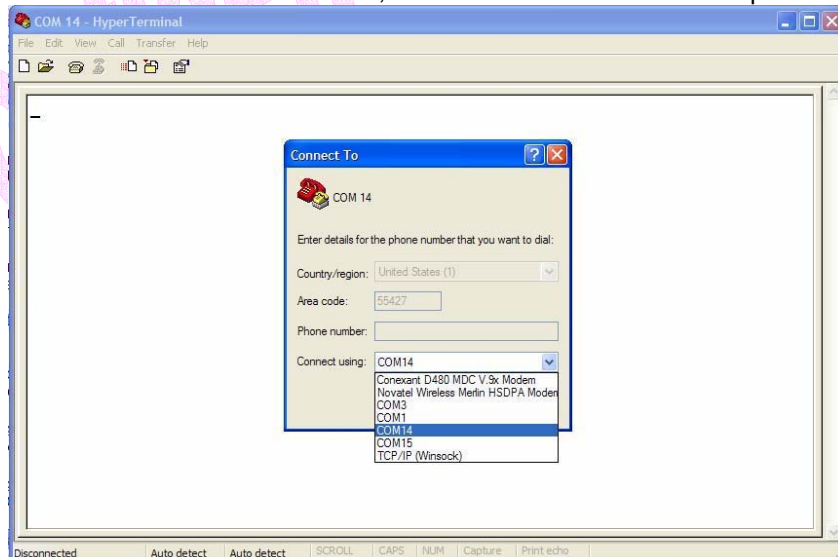 COM 14 - HyperTerminal
File Edit View Call Transfer Help
Connect To
COM 14
Enter details for the phone number that you want to dial:
Country/region: United States (1)
Area code: 55427
Phone number:
Connect using: COM14
Conexant D480 MDC V.9x Modem
Novatel Wireless Merlin HSDPA Modem
COM3
COM1
COM14
COM15
TCP/IP (Winsock)
Disconnected Auto detect Auto detect SCROLL CAPS NUM Capture Print echo